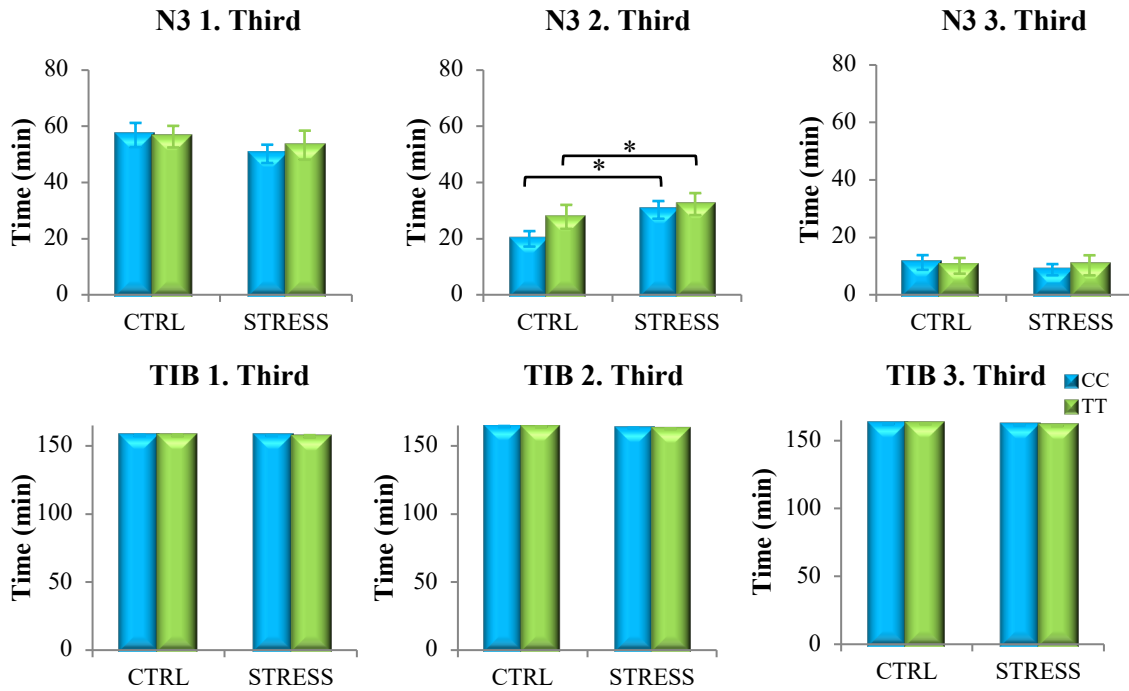 N3 1. Third
N3 2. Third
N3 3. Third
Time (min)
80
60
40
20
0
CTRL
STRESS
Time (min)
80
60
40
20
0
*
*
CTRL
STRESS
Time (min)
80
60
40
20
0
CTRL
STRESS
TIB 1. Third
TIB 2. Third
TIB 3. Third
CC
TT
Time (min)
150
100
50
0
CTRL
STRESS
Time (min)
150
100
50
0
CTRL
STRESS
Time (min)
150
100
50
0
CTRL
STRESS